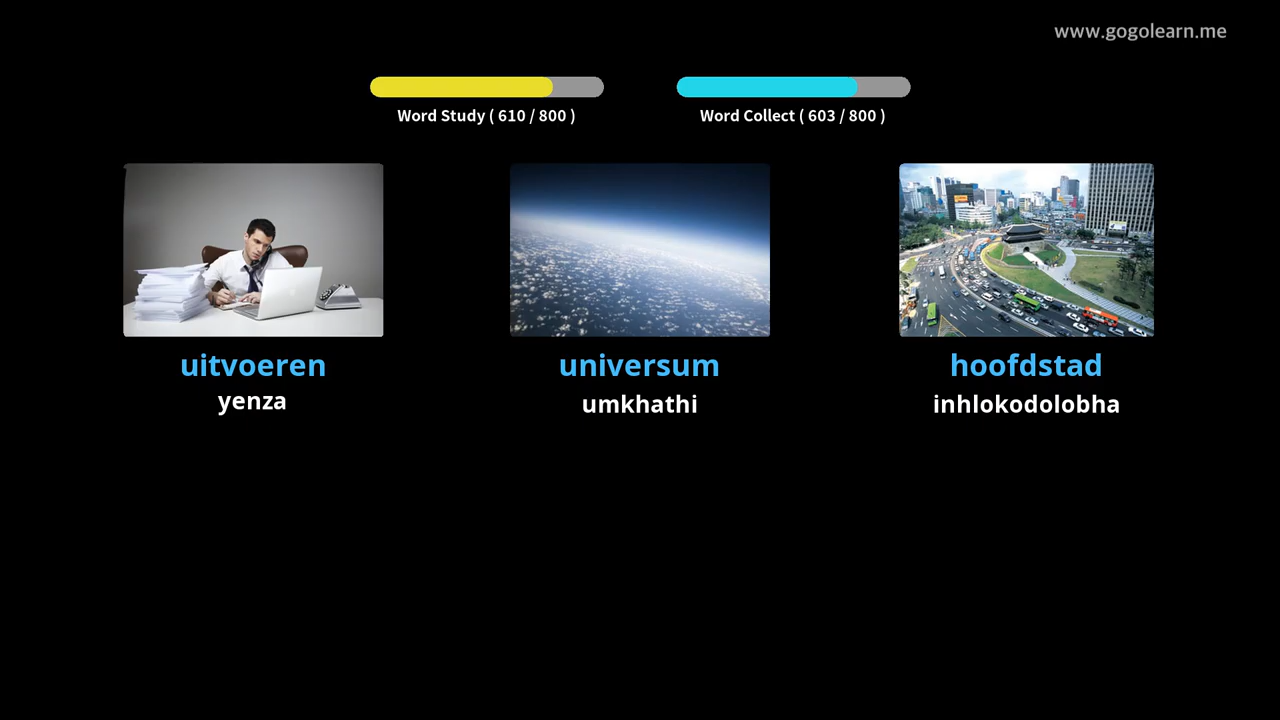 www.gogolearn.me
Word Study ( 610 / 800 )
Word Collect ( 603 / 800 )
uitvoeren
yenza
universum
umkhathi
hoofdstad
inhlokodolobha